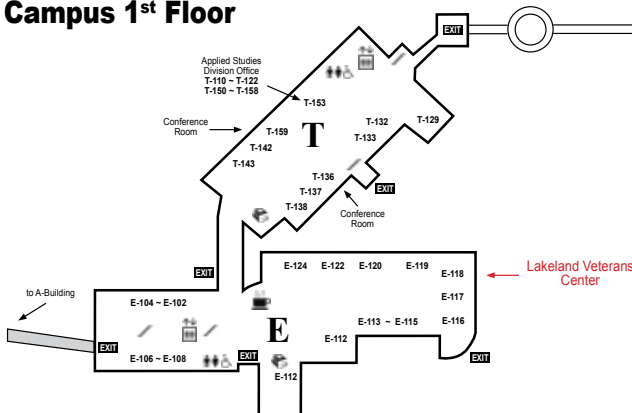 Campus 1st Floor
EXIT
Applied Studies
Division Office
T-110 ~ T-122
T-150 ~ T-158
T-153
Conference
Room
T-159
T
T-132
T-129
T-133
T-142
T-143
T-136
EXIT
T-137
T-138
Conference
Room
EXIT
E-124
E-122
E-120
E-119
E-118
Lakeland Veterans
Center
to A-Building
E-104 ~ E-102
E-117
E
E-113 ~ E-115
E-116
E-112
EXIT
E-106 ~ E-108
EXIT
EXIT
E-112